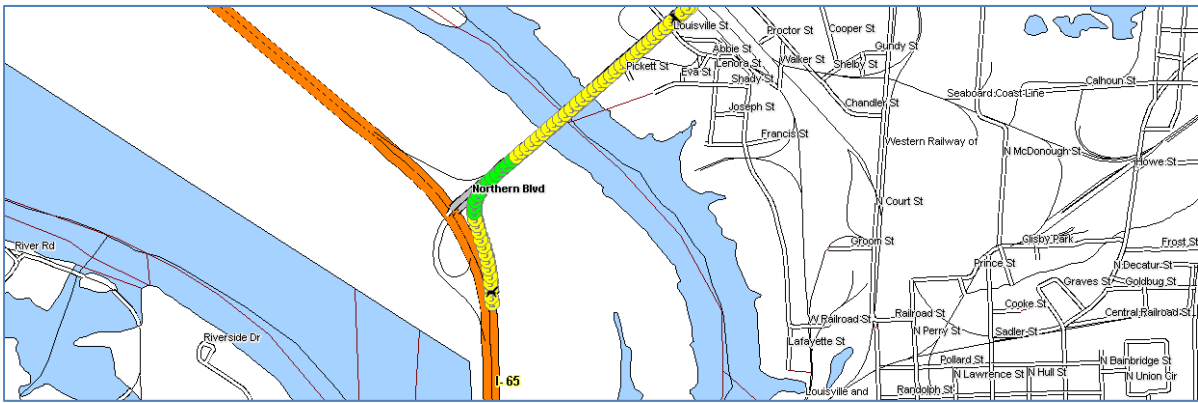 Louisville St
Proctor St
Cooper St
Abbie St
Gundy St
Pickett St
Lenora St
Walker St
Shelby St
Eva St
Shady St
Calhoun St
Seaboard Coast Line
Joseph St
Chandler St
Francis St
Western Railway of
N McDonough St
Howe St
Northern Blvd
N Court St
River Rd
Groom St
Glisby Park
Frost St
Prince St
N Decatur St
Graves St
Goldbug St
Cooke St
W Railroad St
Railroad St
Central Railroad St
N Perry St
Sadler St
Riverside Dr
Lafayette St
Pollard St
N Bainbridge St
I- 65
N Lawrence St
N Hull St
N Union Cir
Louisville and
Randolph St